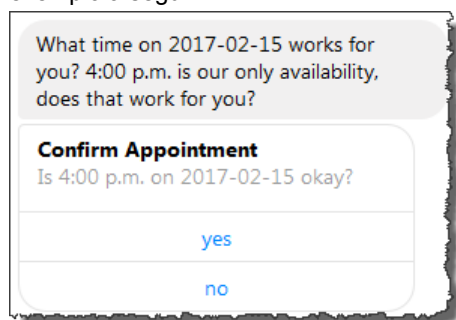 What time on 2017-02-15 works for
you? 4:00 p.m. is our only availability,
does that work for you?
Confirm Appointment
Is 4:00 p.m. on 2017-02-15 okay?
yes
no